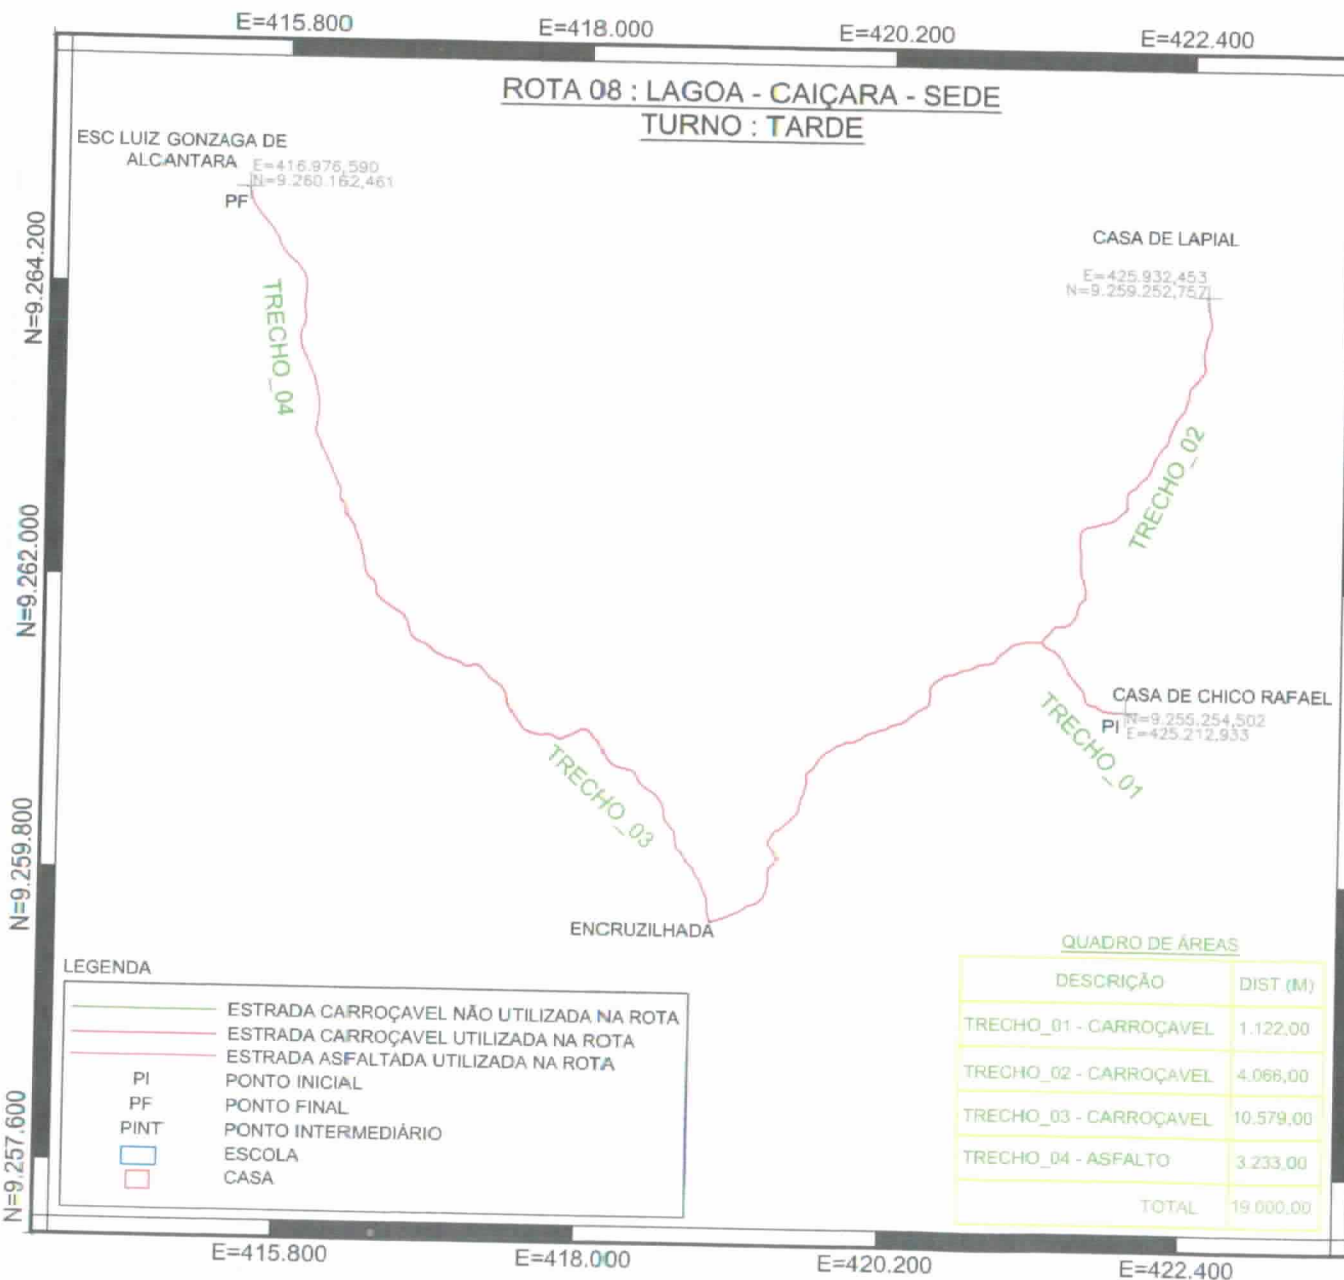 E=415.800 E=418.000 E=420.200 E=422.400
ROTA 08 : LAGOA - CAIÇARA - SEDE
TURNO : TARDE
ESC LUIZ GONZAGA DE
ALCANTARA
E=416.976,590
N=9.260.162,461
PF
CASA DE LAPIAL
E=425.932,453
N=9.259.252,757
N=9.264.200
TRECHO_04
TRECHO_02
N=9.262.000
CASA DE CHICO RAFAEL
PI
N=9.255.254,502
E=425.212,933
TRECHO_01
TRECHO_03
N=9.259.800
ENCRUZILHADA
LEGENDA
ESTRADA CARROÇAVEL NÃO UTILIZADA NA ROTA
ESTRADA CARROÇAVEL UTILIZADA NA ROTA
ESTRADA ASFALTADA UTILIZADA NA ROTA
PI PONTO INICIAL
PF PONTO FINAL
PINT PONTO INTERMEDIÁRIO
ESCOLA
CASA
QUADRO DE ÁREAS
DESCRIÇÃO DIST (M)
TRECHO_01 - CARROÇAVEL 1.122,00
TRECHO_02 - CARROÇAVEL 4.066,00
TRECHO_03 - CARROÇAVEL 10.579,00
TRECHO_04 - ASFALTO 3.233,00
TOTAL 19.000,00
N=9.257.600
E=415.800 E=418.000 E=420.200 E=422.400